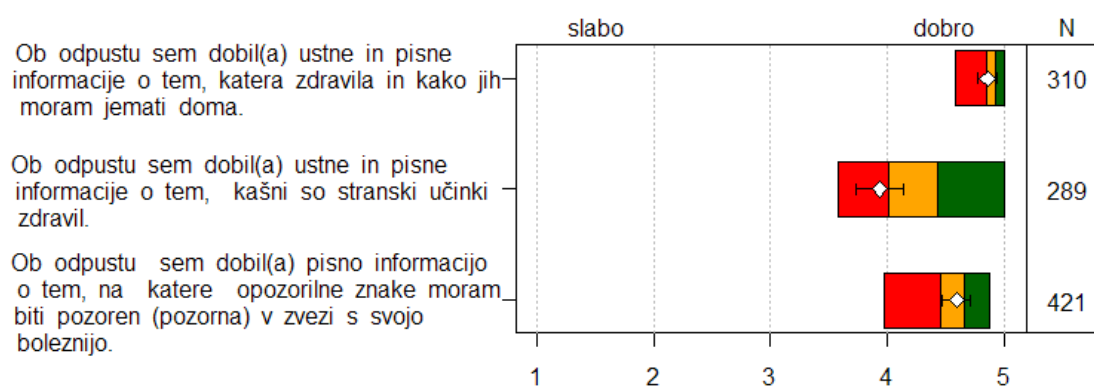 slabo dobro N
Ob odpustu sem dobil(a) ustne in pisne
informacije o tem, katera zdravila in kako jih
moram jemati doma.
310
Ob odpustu sem dobil(a) ustne in pisne
informacije o tem, kašni so stranski učinki
zdravil.
289
Ob odpustu sem dobil(a) pisno informacijo
o tem, na katere opozorilne znake moram
biti pozoren (pozorna) v zvezi s svojo
boleznijo.
421
1 2 3 4 5